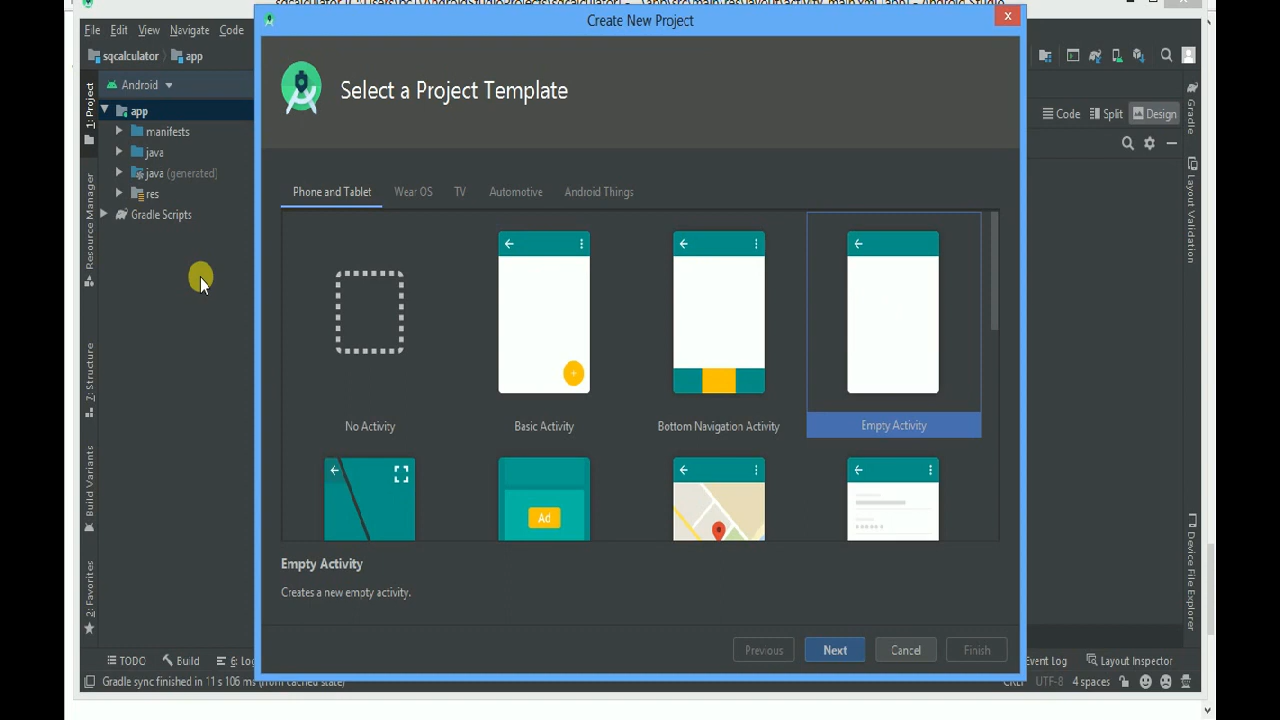 Create New Project
File Edit View Navigate Code
sqcalculator app
Android
Select a Project Template
Code Split Design
1: Project
app
manifests
java
java (generated)
res
Gradle Scripts
Resource Manager
Z: Structure
Build Variants
2: Favorites
Gradle
Layout Validation
Device File Explorer
Phone and Tablet Wear OS TV Automotive Android Things
No Activity Basic Activity Bottom Navigation Activity Empty Activity
Ad
Empty Activity
Creates a new empty activity.
Previous Next Cancel Finish
TODO Build Layout Inspector
Gradle sync finished in 11 s 106 ms (from cached state) CRLF UTF-8 4 spaces